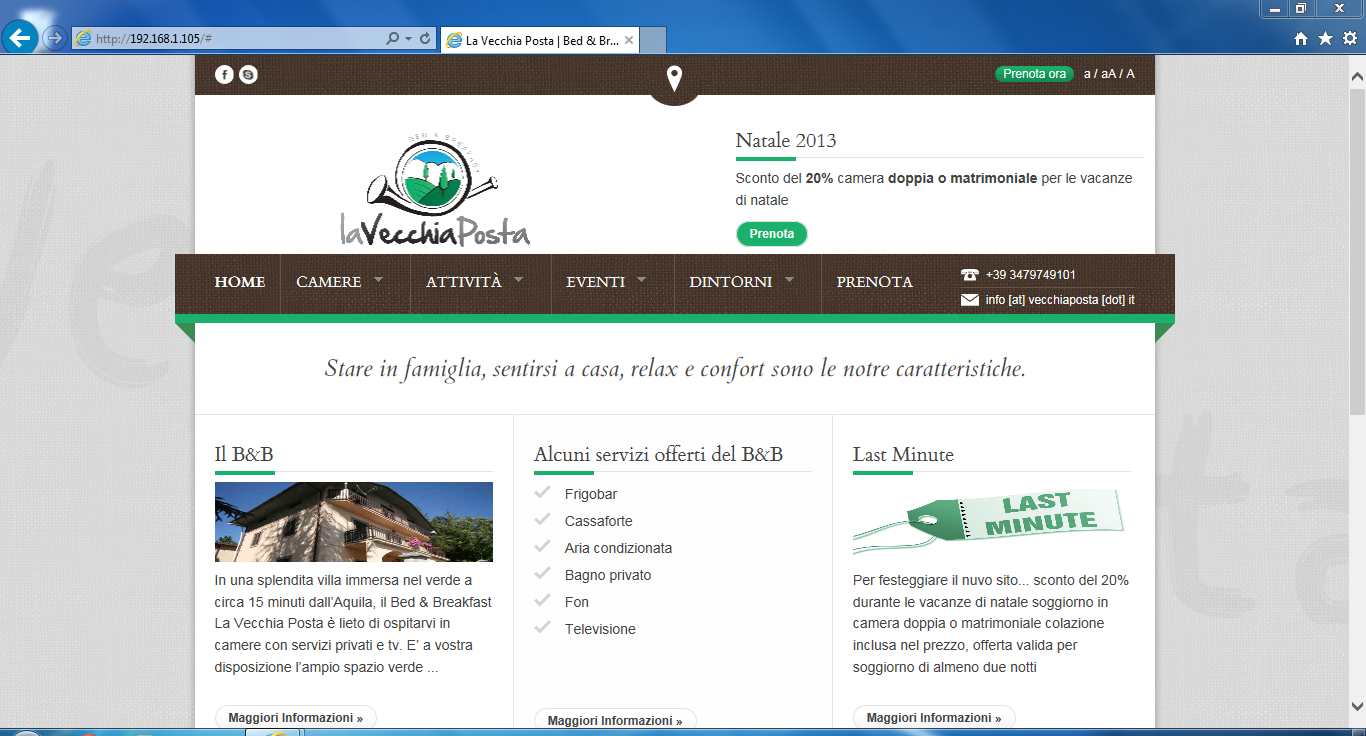 http://192.168.1.105/#
La Vecchia Posta | Bed & Br...
Prenota ora
a / aA / A
BED & BREAKFAST
laVecchiaPosta
Natale 2013
Sconto del 20% camera doppia o matrimoniale per le vacanze
di natale
Prenota
HOME
CAMERE
ATTIVITÀ
EVENTI
DINTORNI
PRENOTA
+39 3479749101
info [at] vecchiaposta [dot] it
Stare in famiglia, sentirsi a casa, relax e confort sono le notre caratteristiche.
Il B&B
In una splendita villa immersa nel verde a
circa 15 minuti dall'Aquila, il Bed & Breakfast
La Vecchia Posta è lieto di ospitarvi in
camere con servizi privati e tv. E' a vostra
disposizione l'ampio spazio verde ...
Maggiori Informazioni »
Alcuni servizi offerti del B&B
Frigobar
Cassaforte
Aria condizionata
Bagno privato
Fon
Televisione
Maggiori Informazioni »
Last Minute
LAST
MINUTE
Per festeggiare il nuvo sito... sconto del 20%
durante le vacanze di natale soggiorno in
camera doppia o matrimoniale colazione
inclusa nel prezzo, offerta valida per
soggiorno di almeno due notti
Maggiori Informazioni »